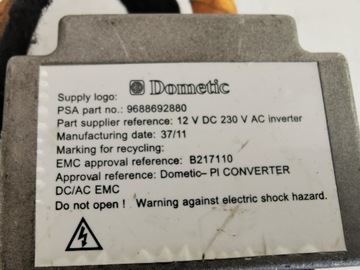 Supply logo: Dometic
PSA part no.: 9688692880
Part supplier reference: 12 V DC 230 V AC inverter
Manufacturing date: 37/11
Marking for recycling:
EMC approval reference: B217110
Approval reference: Dometic– PI CONVERTER
DC/AC EMC
Do not open ! Warning against electric shock hazard.